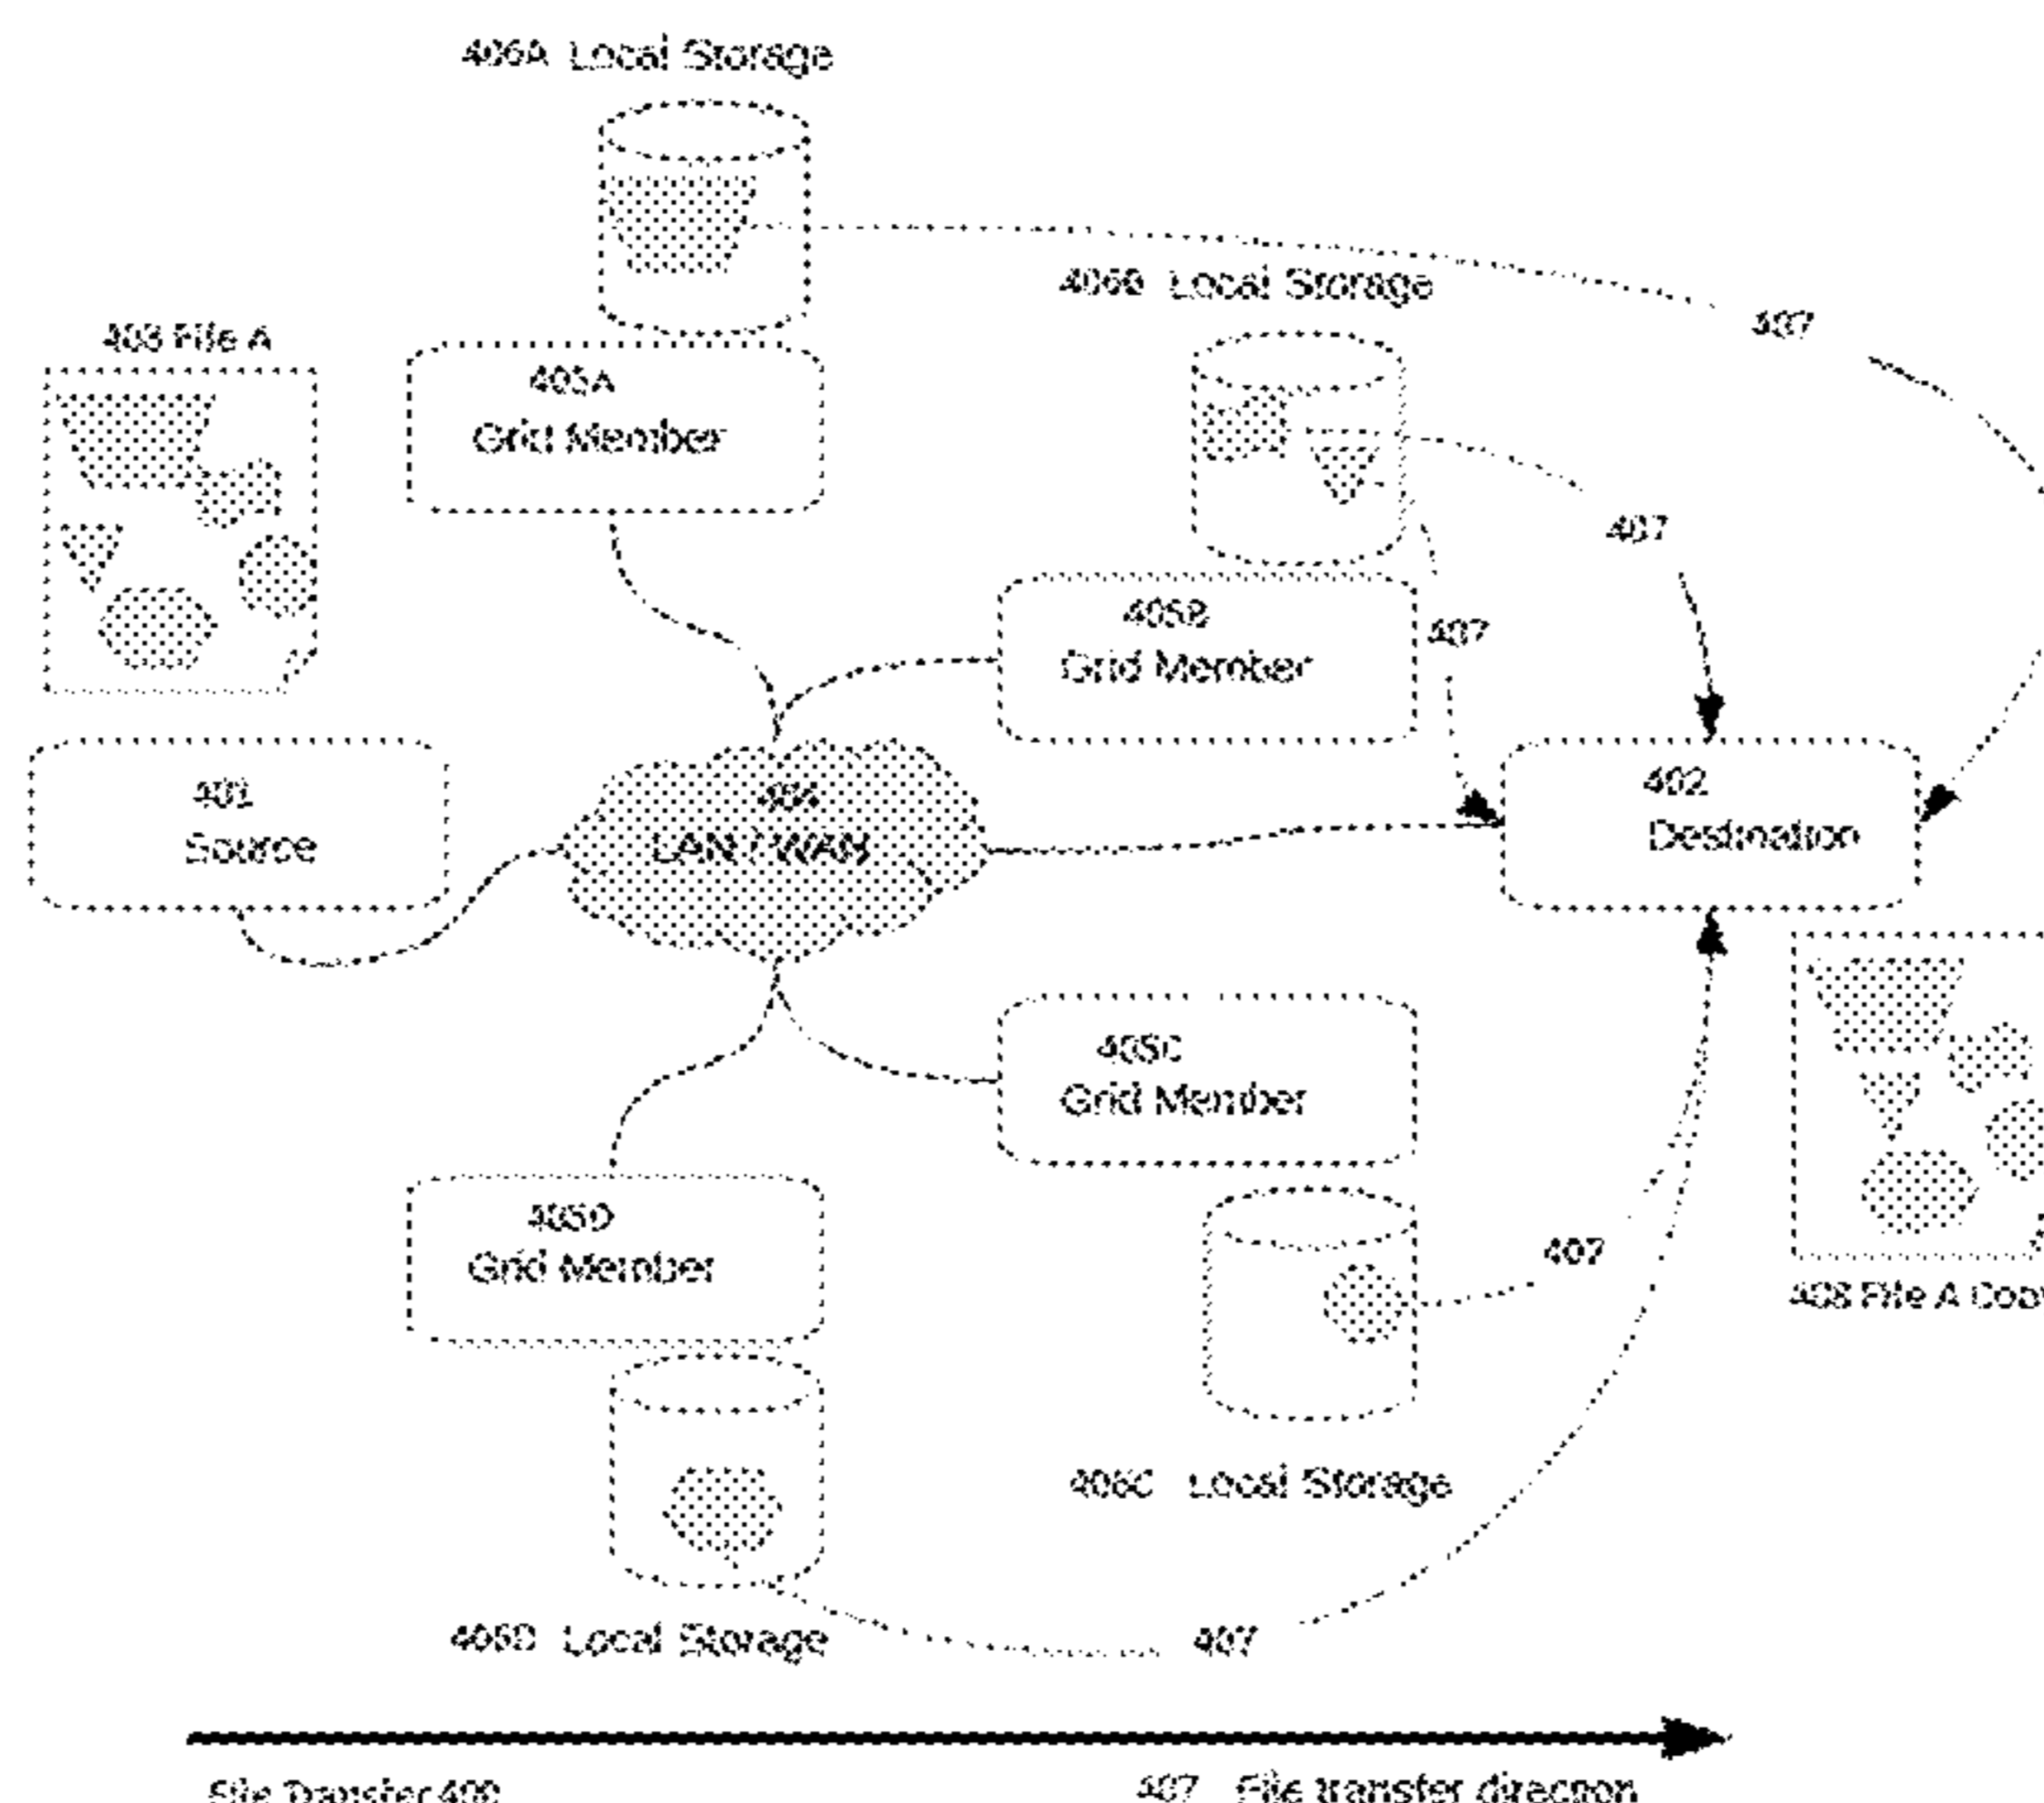 406A Local Storage
406B Local Storage
407
403 File A
405A
Grid Member
407
405B
Grid Member
407
401
Source
404
LAN / WAN
402
Destination
405C
Grid Member
405D
Grid Member
407
408 File A
406C Local Storage
406D Local Storage
407
File Transfer 400
407 File transfer direction